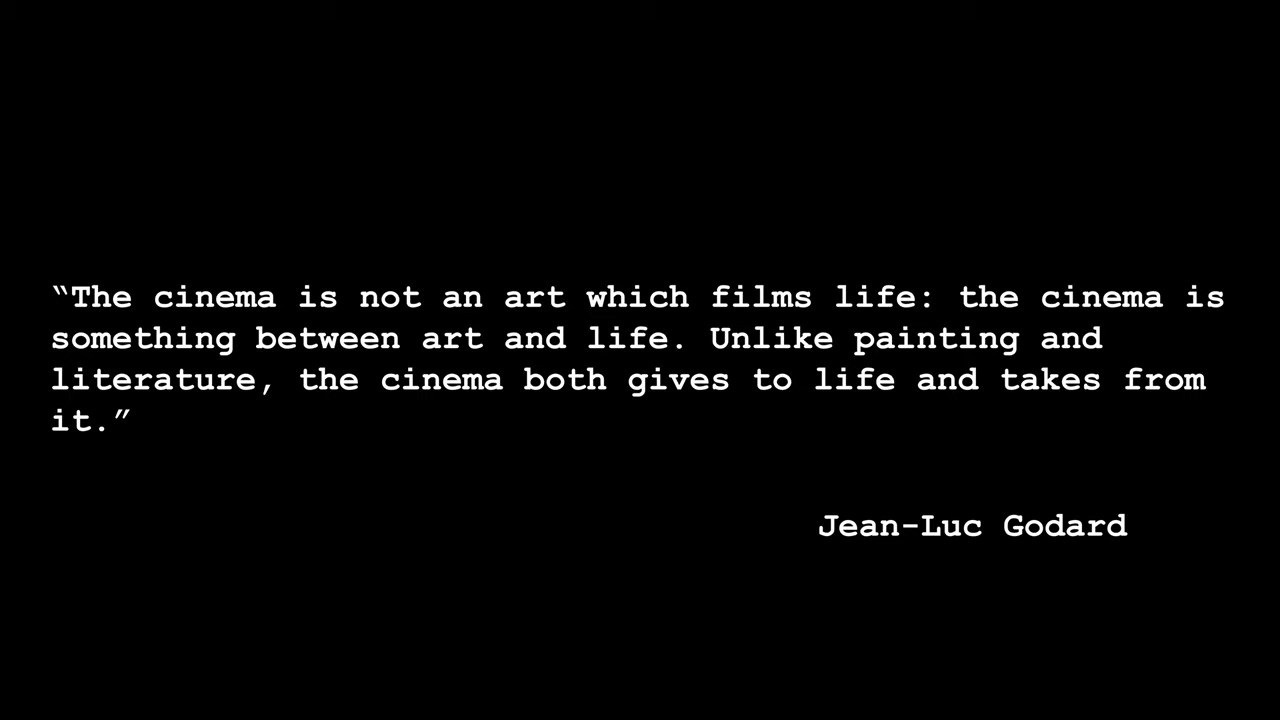 “The cinema is not an art which films life: the cinema is
something between art and life. Unlike painting and
literature, the cinema both gives to life and takes from
it.”
Jean-Luc Godard